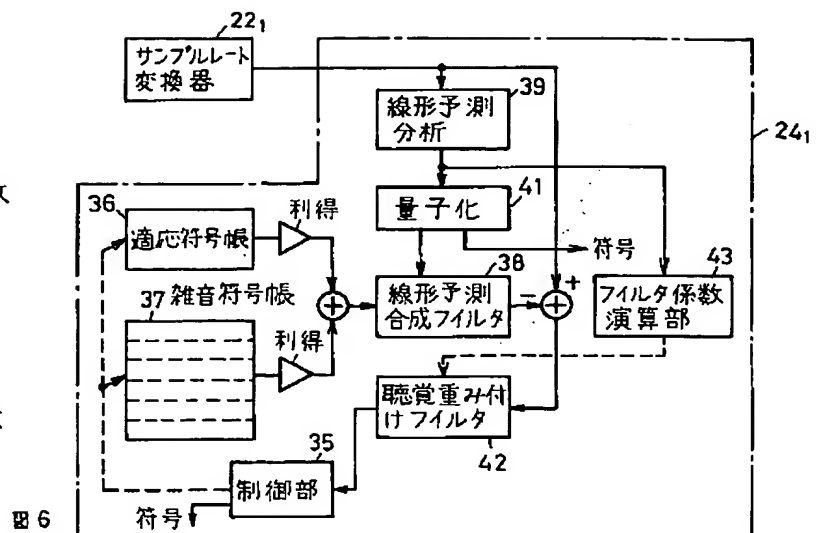 22₁
サンプルレート
変換器
39
線形予測
分析
24₁
41
量子化
符号
36
適応符号帳
利得
38
線形予測
合成フィルタ
−
+
43
フィルタ係数
演算部
37 雑音符号帳
利得
聴覚重み付
けフィルタ
42
35
制御部
符号
図6